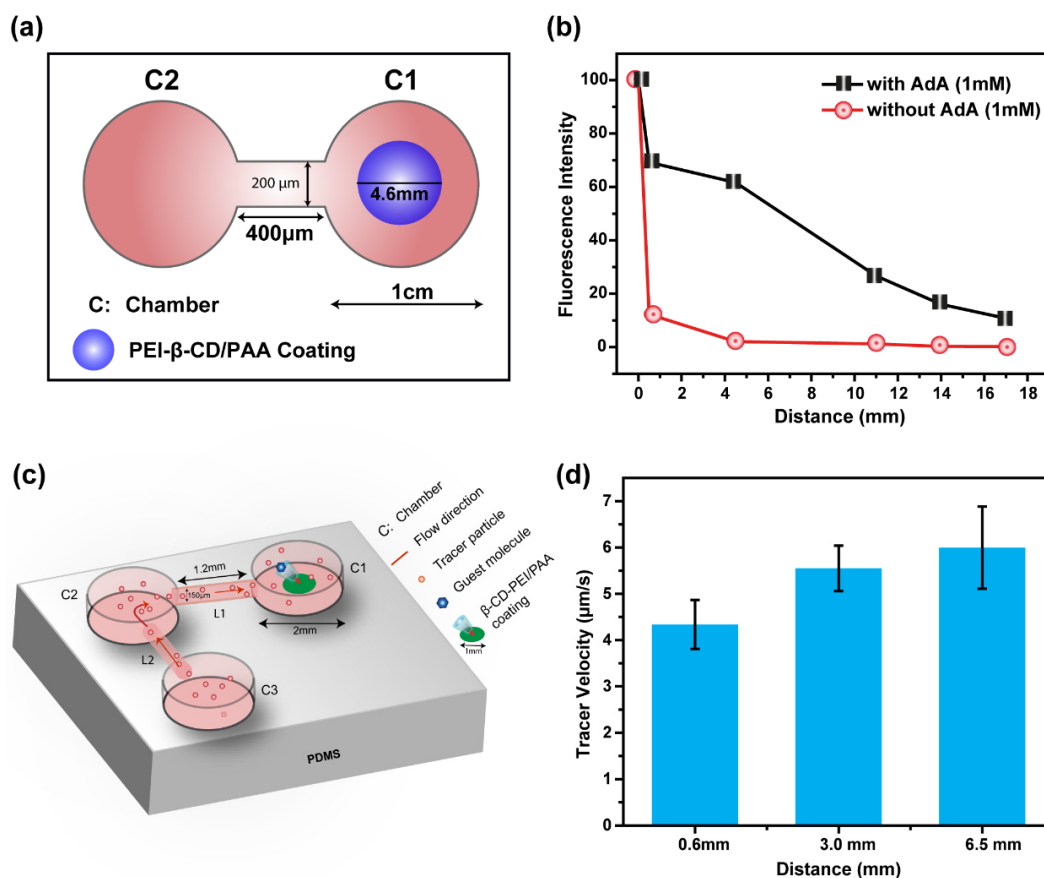 (a)
C2
C1
200 μm
4.6mm
400μm
1cm
C: Chamber
PEI-β-CD/PAA Coating
(b)
with AdA (1mM)
without AdA (1mM)
Fluorescence Intensity
100
80
60
40
20
0
0 2 4 6 8 10 12 14 16 18
Distance (mm)
(c)
C: Chamber
Flow direction
Tracer particle
Guest molecule
β-CD-PEI/PAA
coating
1mm
1.2mm
C1
C2
150μm
L1
2mm
L2
C3
PDMS
(d)
Tracer Velocity (μm/s)
7
6
5
4
3
2
1
0
0.6mm 3.0 mm 6.5 mm
Distance (mm)